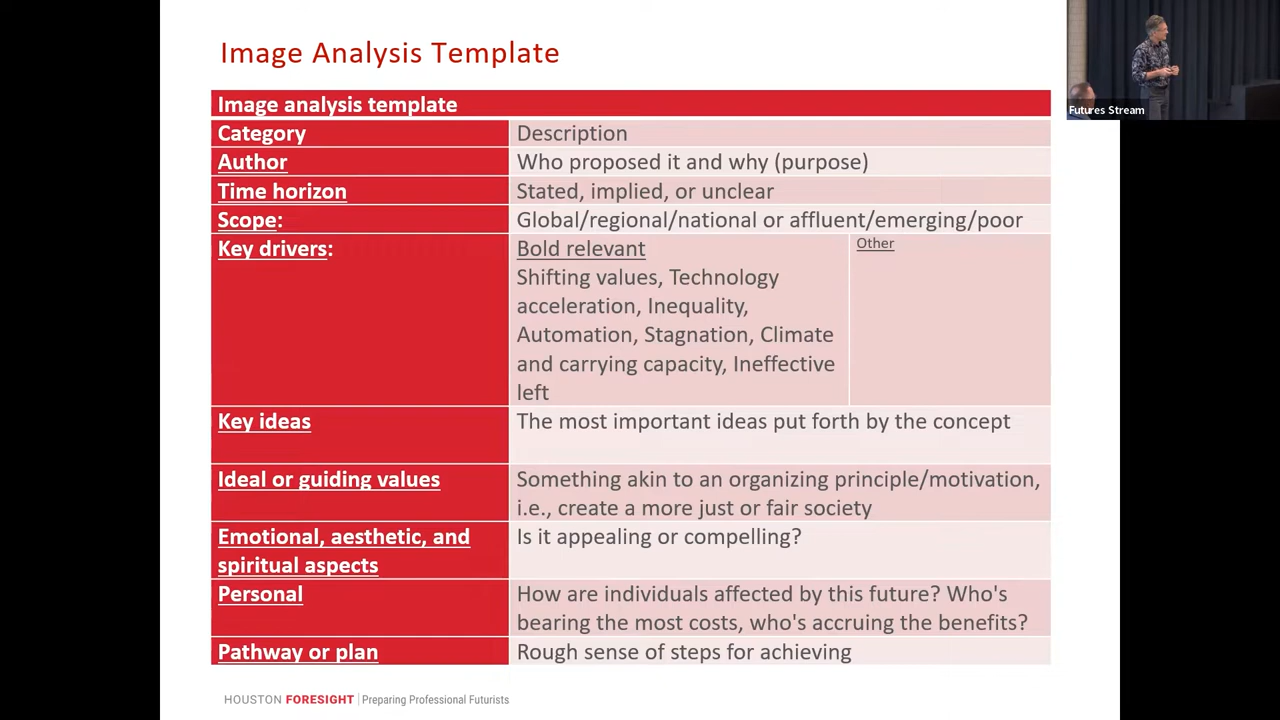 Image Analysis Template
Image analysis template
Category
Description
Author
Who proposed it and why (purpose)
Time horizon
Stated, implied, or unclear
Scope:
Global/regional/national or affluent/emerging/poor
Key drivers:
Bold relevant
Shifting values, Technology
acceleration, Inequality,
Automation, Stagnation, Climate
and carrying capacity, Ineffective
left
Other
Key ideas
The most important ideas put forth by the concept
Ideal or guiding values
Something akin to an organizing principle/motivation,
i.e., create a more just or fair society
Emotional, aesthetic, and
spiritual aspects
Is it appealing or compelling?
Personal
How are individuals affected by this future? Who's
bearing the most costs, who's accruing the benefits?
Pathway or plan
Rough sense of steps for achieving
HOUSTON FORESIGHT | Preparing Professional Futurists
Futures Stream